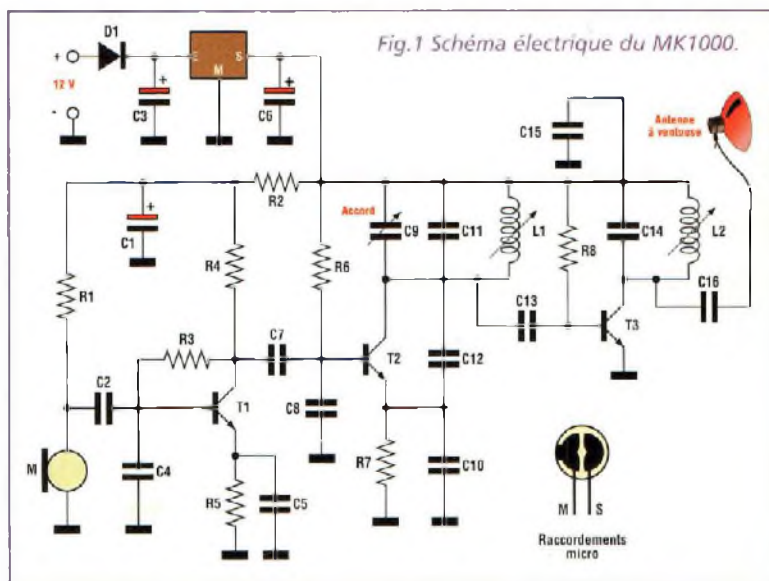 Fig.1 Schéma électrique du MK1000.
D1
+
12 V
-
E
S
M
+
C3
+
C6
C15
Antenne
à ventouse
R2
+
C1
Accord
C9
C11
L1
R8
C14
L2
R4
R6
R1
C16
C13
T3
R3
C7
T2
C12
C2
T1
C8
M
C4
R5
C5
R7
C10
M
S
Raccordements
micro